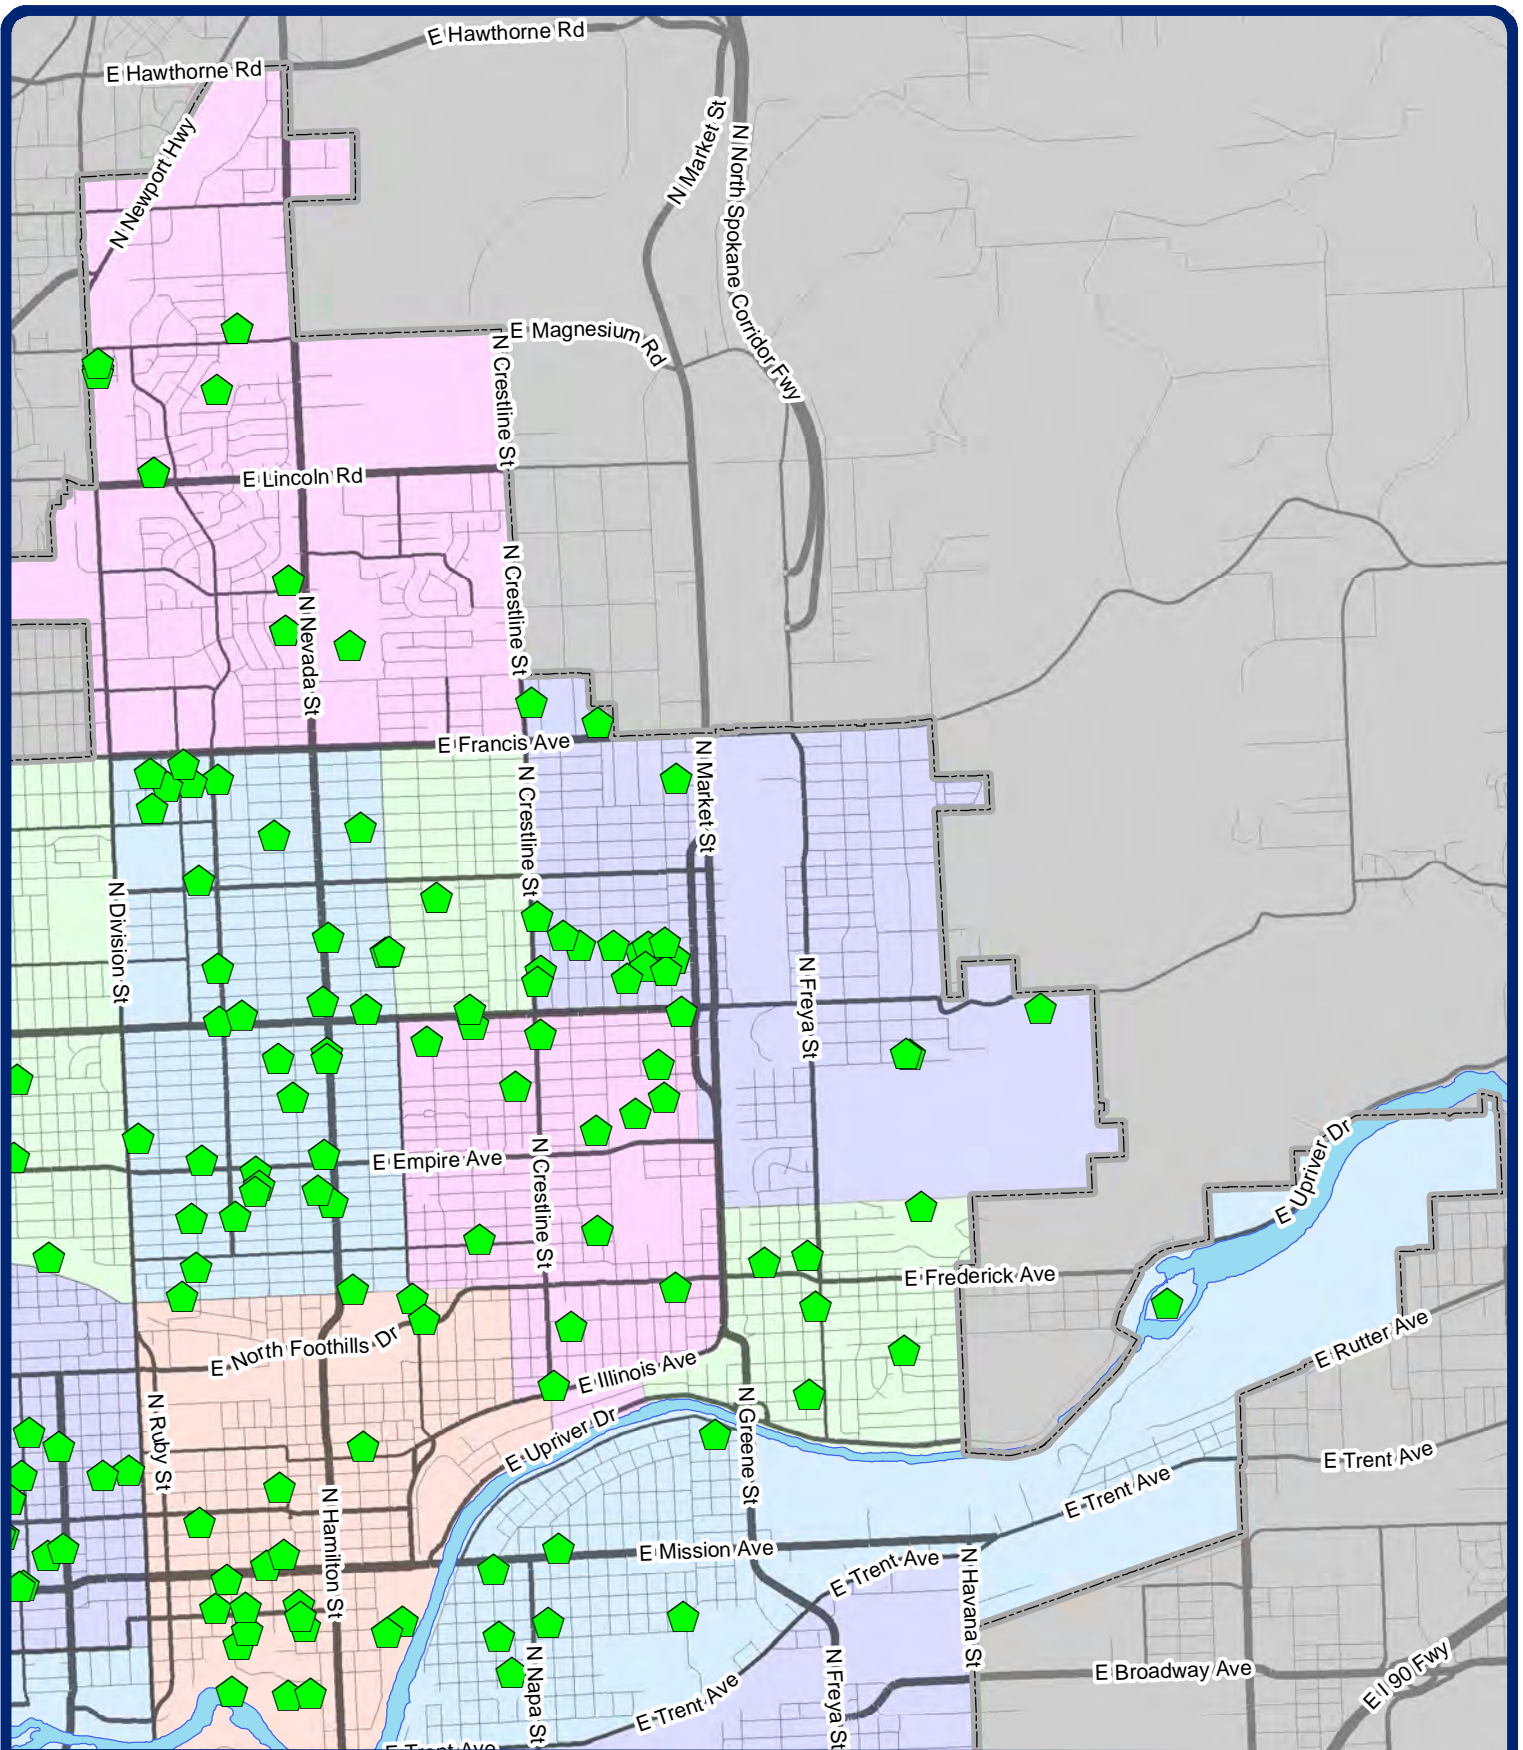 E Hawthorne Rd
E Hawthorne Rd
N Newport Hwy
N Market St
N North Spokane Corridor Fwy
E Magnesium Rd
N Crestline St
E Lincoln Rd
N Crestline St
N Nevada St
E Francis Ave
N Market St
N Crestline St
N Division St
N Freya St
E Empire Ave
N Crestline St
E Upriver Dr
E Frederick Ave
E North Foothills Dr
E Rutter Ave
E Illinois Ave
N Ruby St
N Greene St
E Upriver Dr
E Trent Ave
E Trent Ave
N Hamilton St
E Mission Ave
E Trent Ave
N Havana St
N Napa St
N Freya St
E Broadway Ave
E I 90 Fwy
E Trent Ave
E Trent Ave